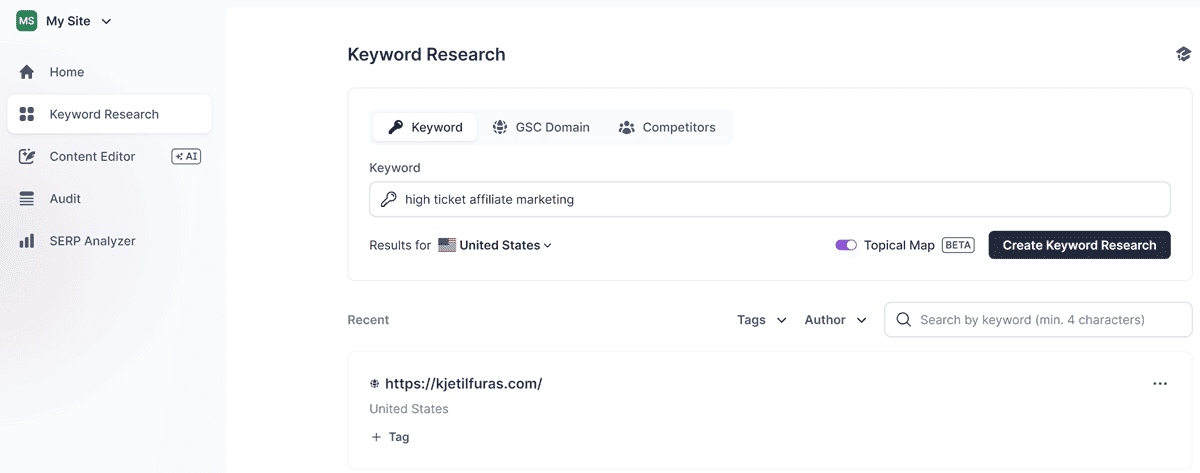 MS My Site
Home
Keyword Research
Content Editor AI
Audit
SERP Analyzer
Keyword Research
Keyword GSC Domain Competitors
Keyword
high ticket affiliate marketing
Results for United States Topical Map BETA Create Keyword Research
Recent Tags Author Search by keyword (min. 4 characters)
https://kjetilfuras.com/
United States
+ Tag